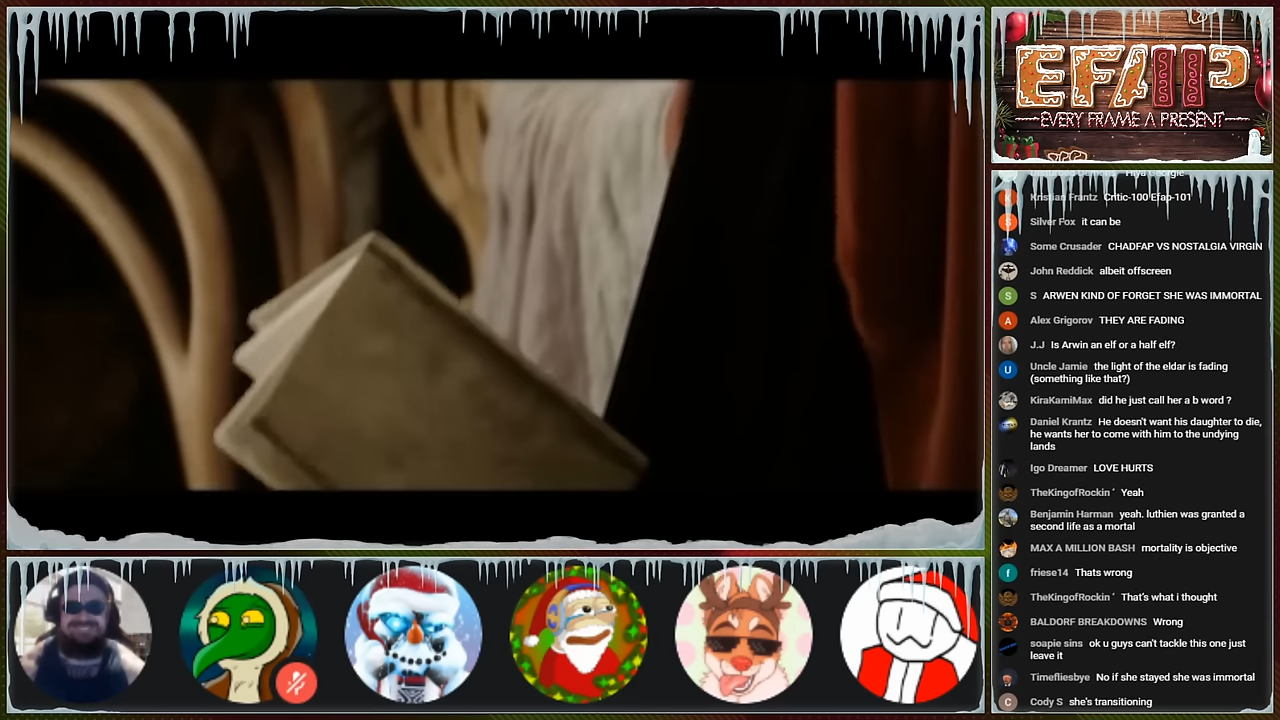 EFAP
EVERY FRAME A PRESENT
Hiya Georgie
Kristian Frantz Critic-100 Efap-101
Silver Fox it can be
Some Crusader CHADFAP VS NOSTALGIA VIRGIN
John Reddick albeit offscreen
S S ARWEN KIND OF FORGET SHE WAS IMMORTAL
A Alex Grigorov THEY ARE FADING
J.J Is Arwin an elf or a half elf?
U Uncle Jamie the light of the eldar is fading
(something like that?)
KiraKamiMax did he just call her a b word ?
Daniel Krantz He doesn't want his daughter to die,
he wants her to come with him to the undying
lands
Igo Dreamer LOVE HURTS
TheKingofRockin ' Yeah
Benjamin Harman yeah. luthien was granted a
second life as a mortal
MAX A MILLION BASH mortality is objective
f friese14 Thats wrong
TheKingofRockin ' That's what i thought
BALDORF BREAKDOWNS Wrong
soapie sins ok u guys can't tackle this one just
leave it
Timefliesbye No if she stayed she was immortal
C Cody S she's transitioning